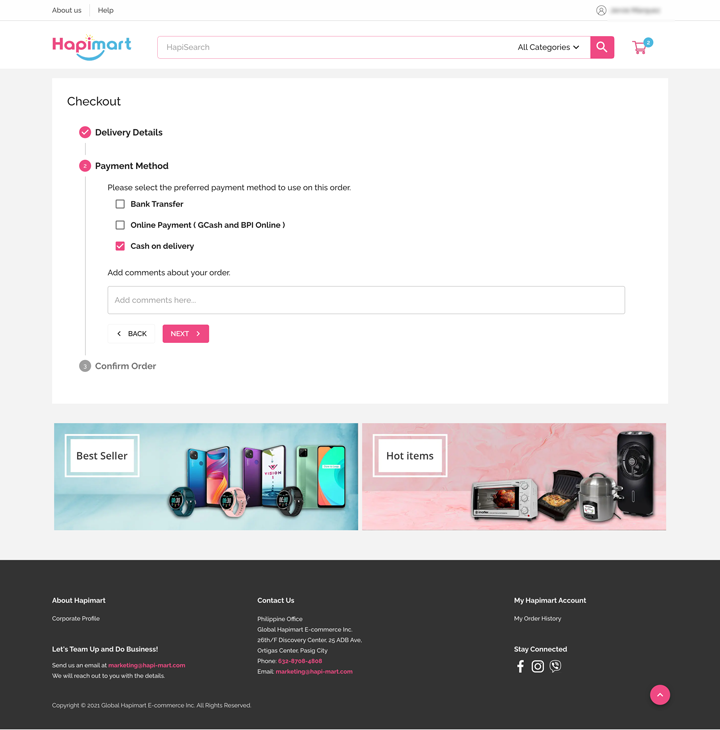 About us
Help
Hapimart
HapiSearch
All Categories
2
Checkout
Delivery Details
2
Payment Method
Please select the preferred payment method to use on this order.
Bank Transfer
Online Payment ( GCash and BPI Online )
Cash on delivery
Add comments about your order.
Add comments here...
BACK
NEXT
3
Confirm Order
Best Seller
VISION
Hot items
About Hapimart
Corporate Profile
Let's Team Up and Do Business!
Send us an email at marketing@hapi-mart.com
We will reach out to you with the details.
Contact Us
Philippine Office
Global Hapimart E-commerce Inc.
26th/F Discovery Center, 25 ADB Ave,
Ortigas Center, Pasig City
Phone: 632-8706-4806
Email: marketing@hapi-mart.com
My Hapimart Account
My Order History
Stay Connected
Copyright © 2021 Global Hapimart E-commerce Inc. All Rights Reserved.